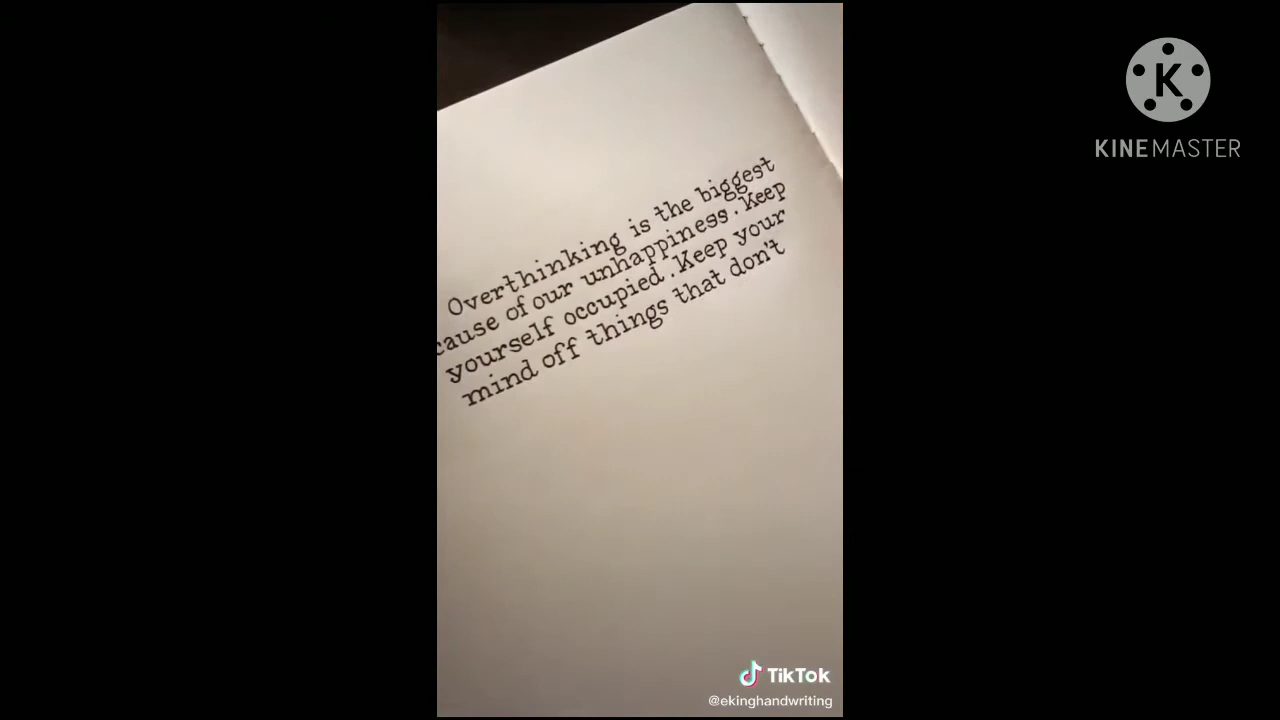 Overthinking is the biggest
cause of our unhappiness. Keep
yourself occupied. Keep your
mind off things that don't
KINEMASTER
TikTok
@ekinghandwriting